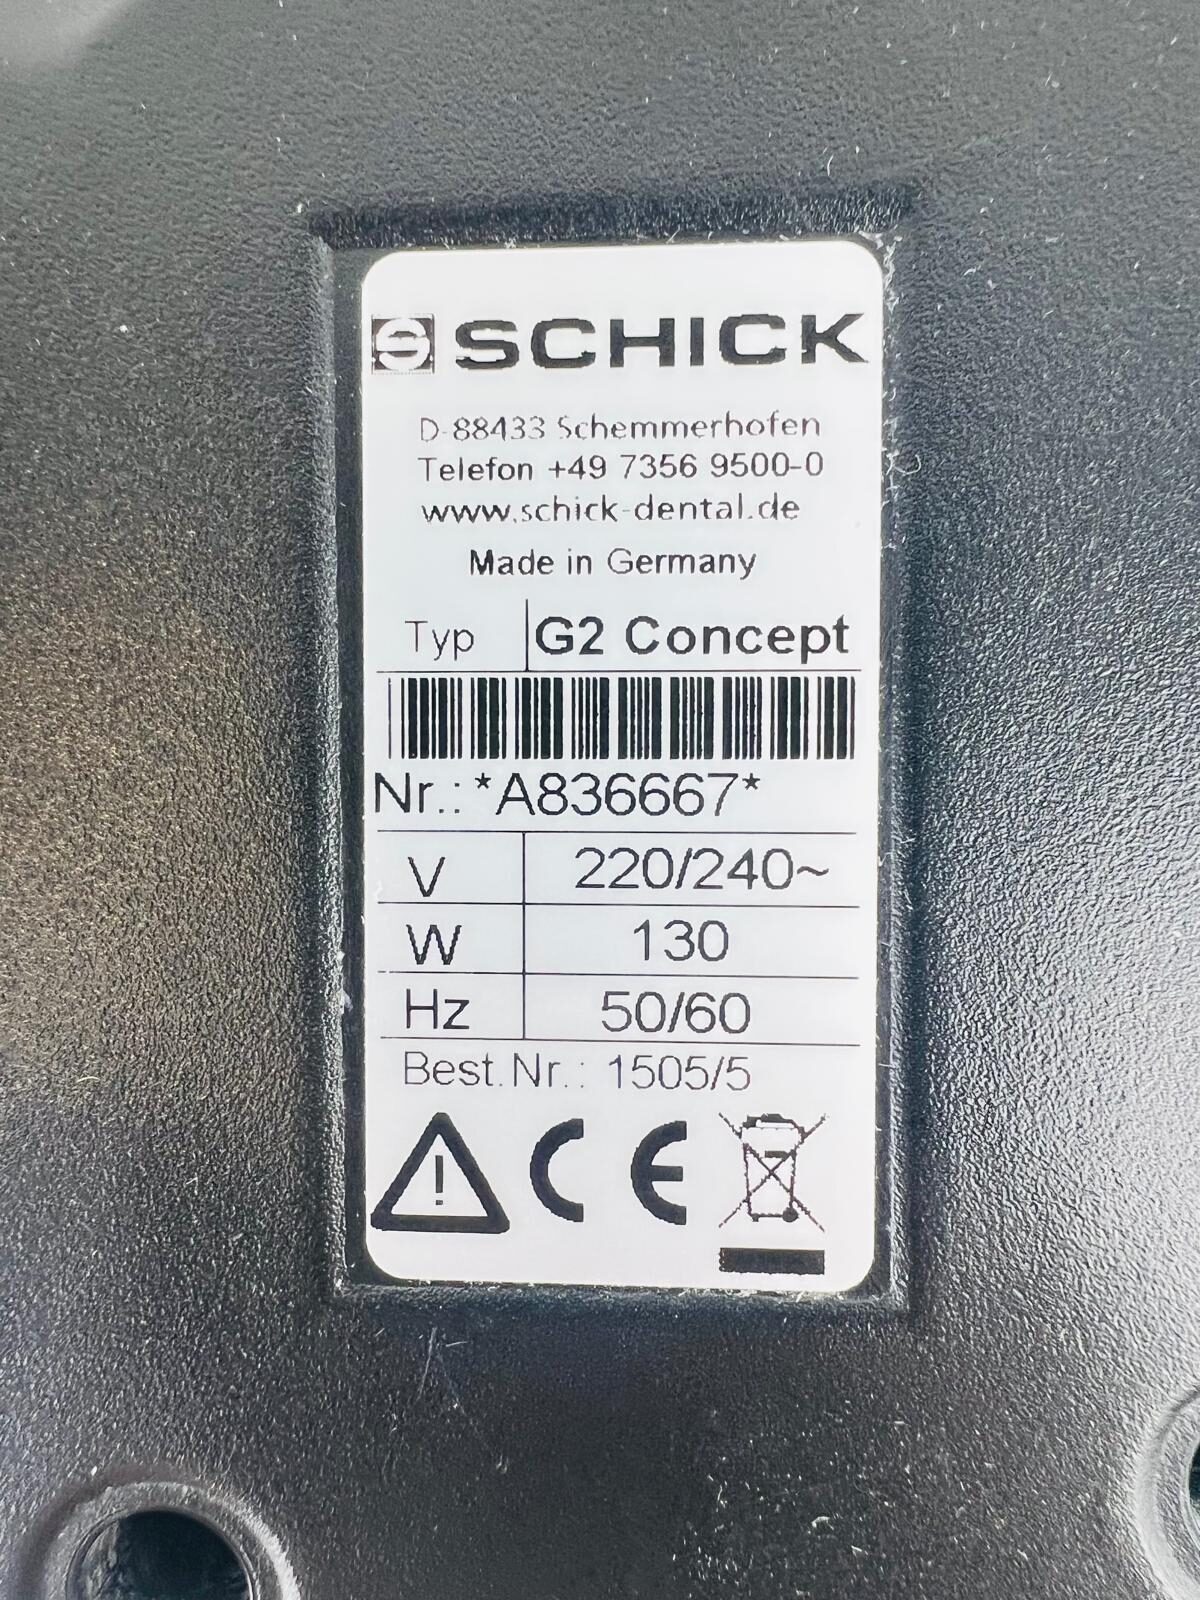 SCHICK
D-88433 Schemmerhofen
Telefon +49 7356 9500-0
www.schick-dental.de
Made in Germany
Typ G2 Concept
Nr.: *A836667*
V 220/240~
W 130
Hz 50/60
Best.Nr.: 1505/5
CE